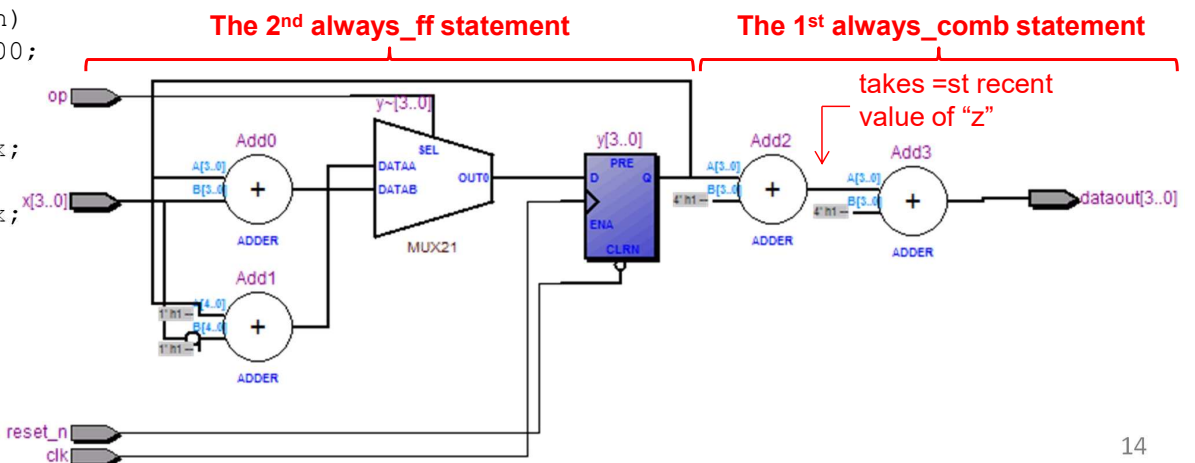 n)
The 2nd always_ff statement
The 1st always_comb statement
00;
takes =st recent
value of “z”
op
y~[3..0]
x;
Add0
SEL
y[3..0]
Add2
Add3
A[3..0]
B[3..0]
DATAA
DATAB
OUT0
PRE
D
Q
ENA
CLRN
A[3..0]
B[3..0]
4' h1
A[3..0]
B[3..0]
4' h1
x[3..0]
x;
dataout[3..0]
+
+
+
ADDER
MUX21
ADDER
ADDER
Add1
A[4..0]
1' h1
B[4..0]
1' h1
+
ADDER
reset_n
clk
14